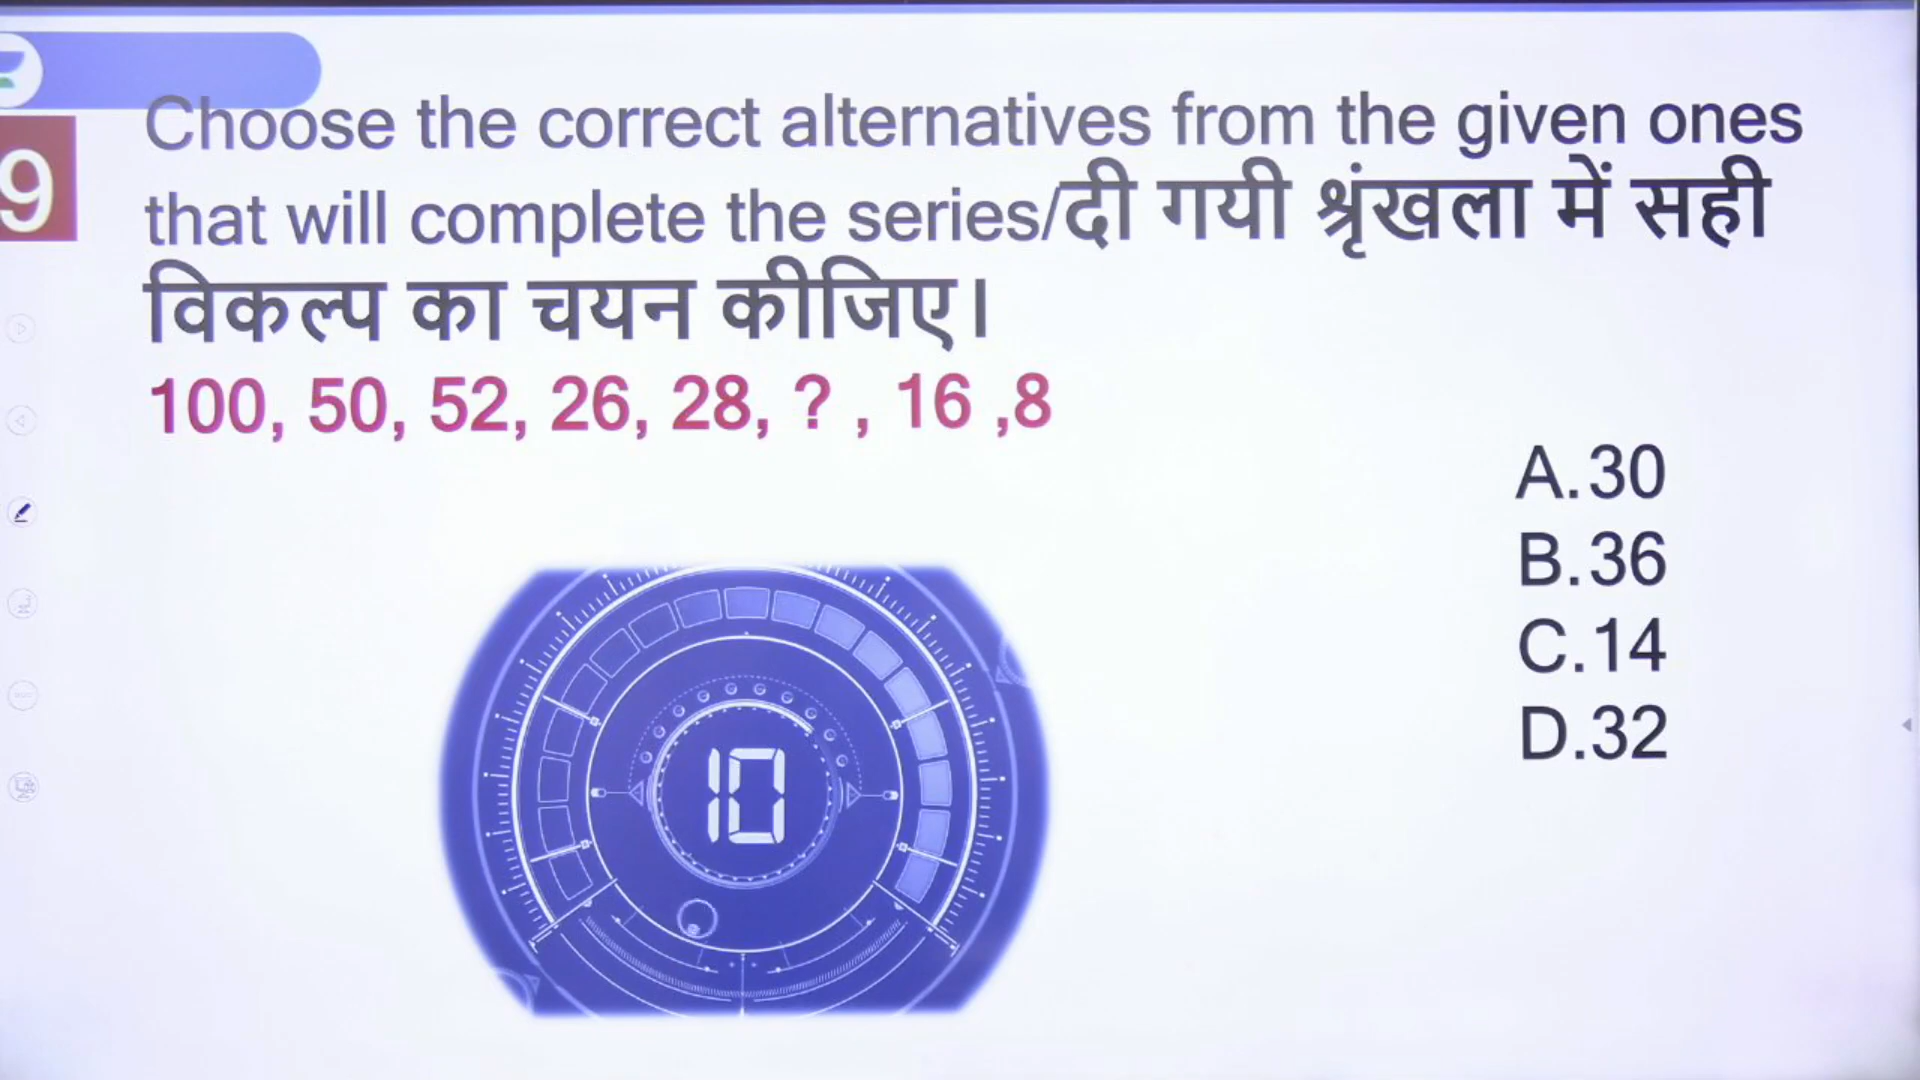 9
Choose the correct alternatives from the given ones
that will complete the series/दी गयी श्रृंखला में सही
विकल्प का चयन कीजिए।
100, 50, 52, 26, 28, ? , 16 ,8
A.30
B.36
C.14
D.32
10